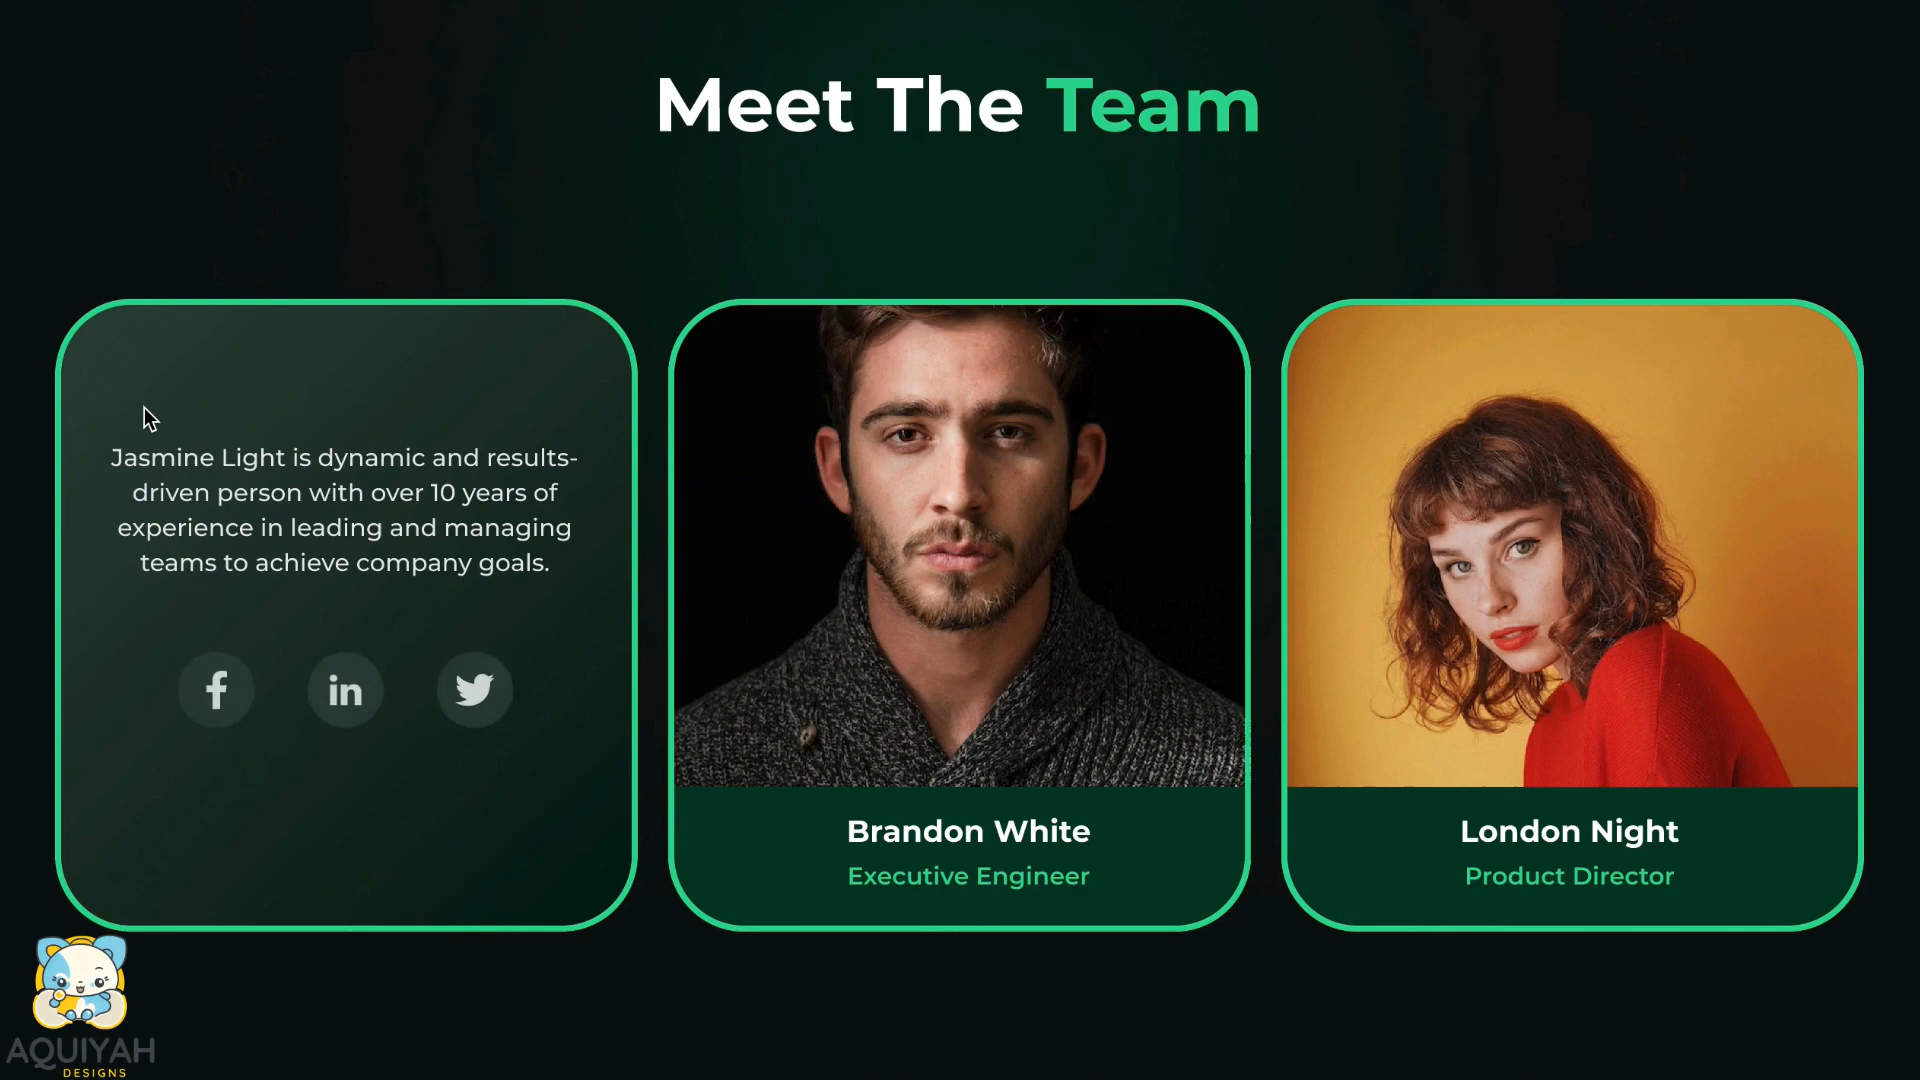 Meet The Team
Jasmine Light is dynamic and results-
driven person with over 10 years of
experience in leading and managing
teams to achieve company goals.
Brandon White
Executive Engineer
London Night
Product Director
AQUIYAH
DESIGNS